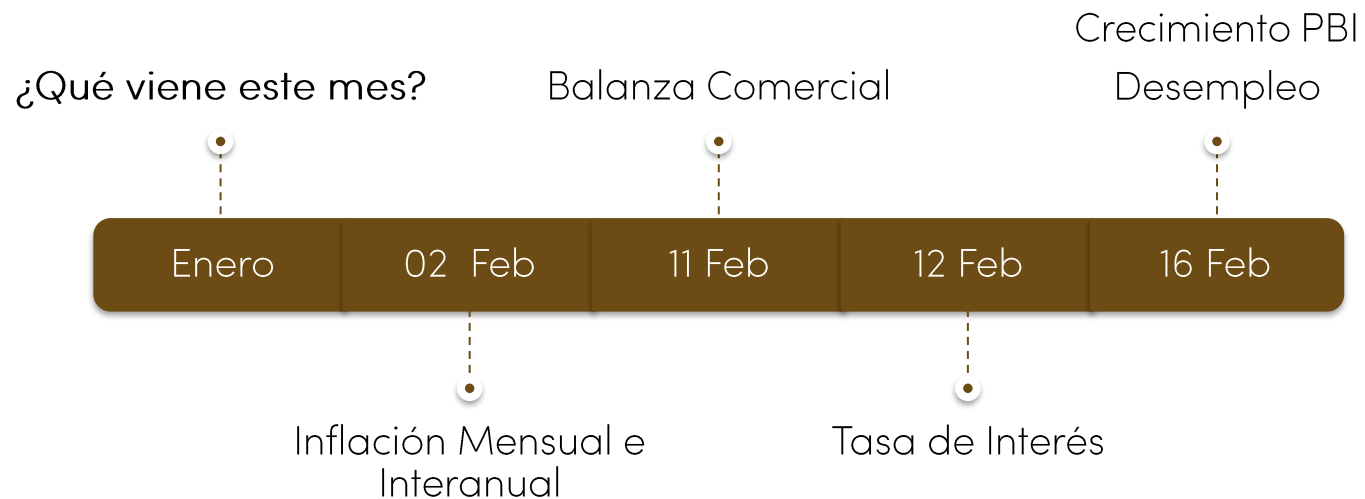 Crecimiento PBI
¿Qué viene este mes?
Balanza Comercial
Desempleo
Enero
02 Feb
11 Feb
12 Feb
16 Feb
Inflación Mensual e
Interanual
Tasa de Interés